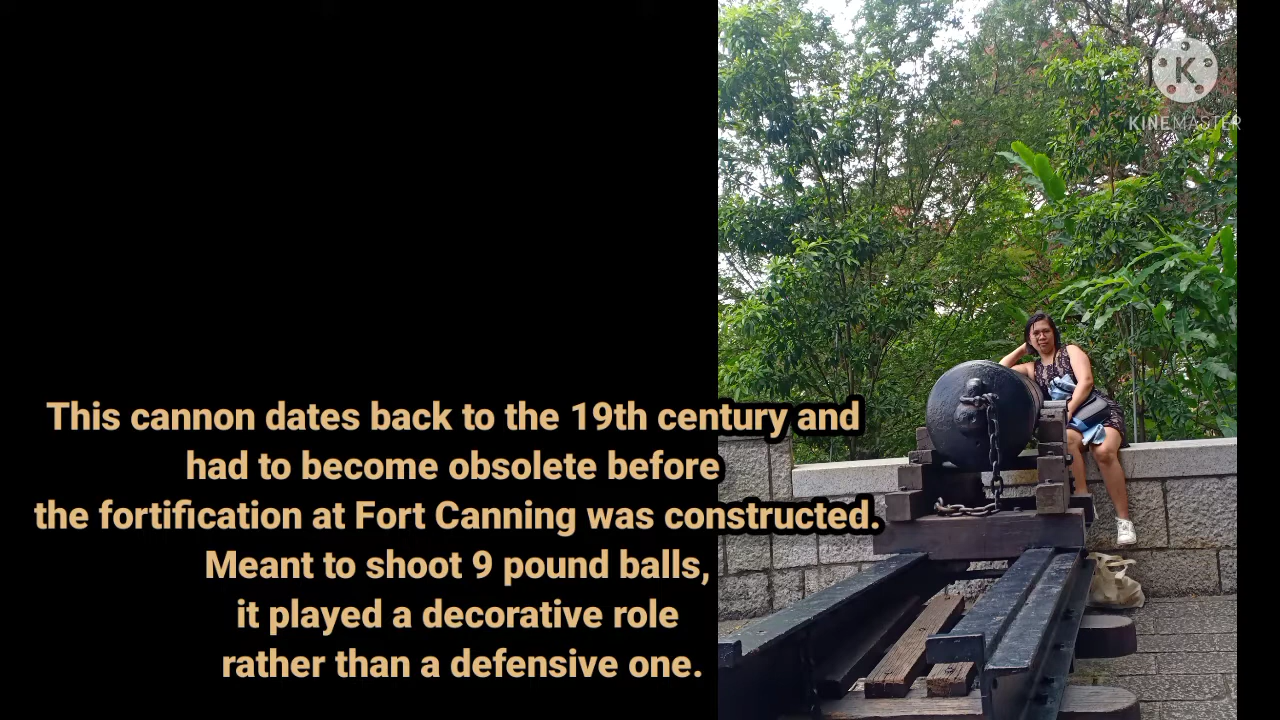 K
KINEMASTER
This cannon dates back to the 19th century and
had to become obsolete before
the fortification at Fort Canning was constructed.
Meant to shoot 9 pound balls,
it played a decorative role
rather than a defensive one.